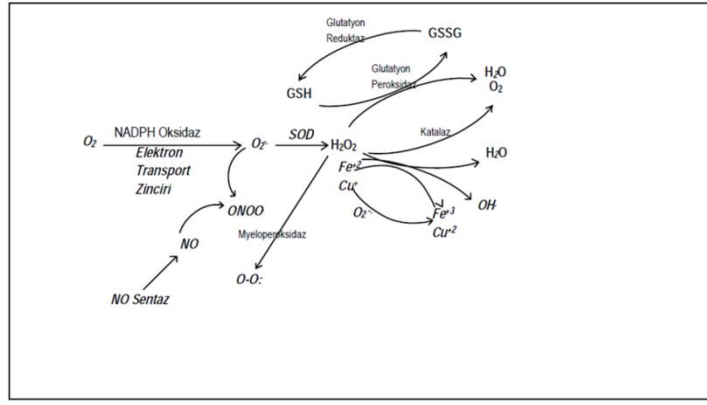 Glutatyon
Reduktaz
GSSG
GSH
Glutatyon
Peroksidaz
H₂O
O₂
O₂
NADPH Oksidaz
Elektron
Transport
Zinciri
O₂⁻·
SOD
H₂O₂
Katalaz
H₂O
Fe⁺²
Cu⁺
O₂⁻·
Fe⁺³
Cu⁺²
OH·
ONOO
NO
Myeloperoksidaz
O-O:
NO Sentaz